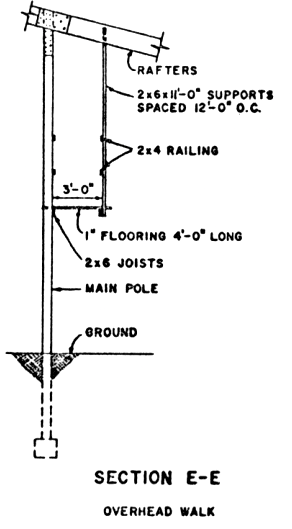 RAFTERS
2x6x11'-0" SUPPORTS
SPACED 12'-0" O.C.
2x4 RAILING
3'-0"
1" FLOORING 4'-0" LONG
2x6 JOISTS
MAIN POLE
GROUND
SECTION E-E
OVERHEAD WALK